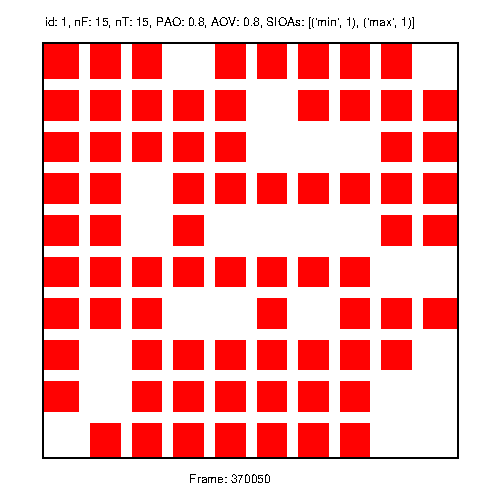 id: 1, nF: 15, nT: 15, PAO: 0.8, AOV: 0.8, SIOAs: [('min', 1), ('max', 1)]
Frame: 370050